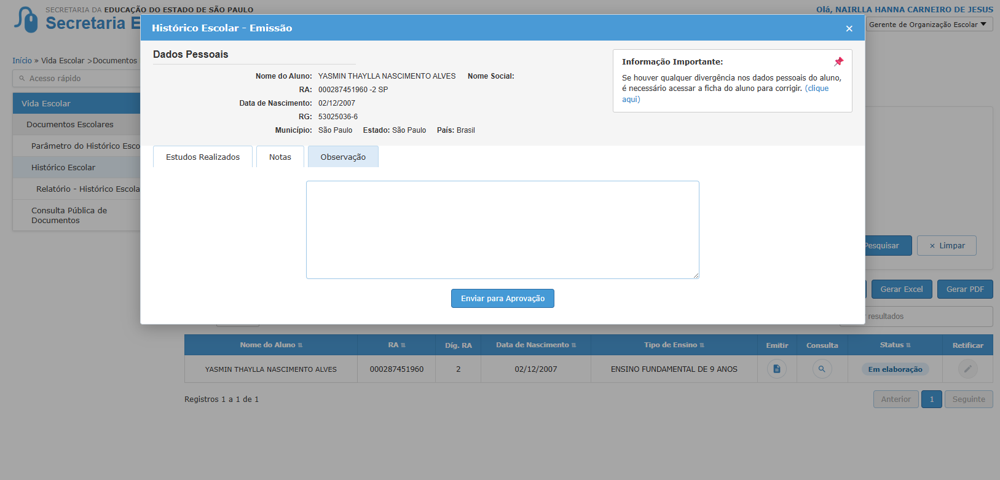 SECRETARIA DA EDUCAÇÃO DO ESTADO DE SÃO PAULO
Secretaria E
Olá, NAIRLLA HANNA CARNEIRO DE JESUS
Gerente de Organização Escolar
Início » Vida Escolar >Documentos
Acesso rápido
Vida Escolar
Documentos Escolares
Parâmetro do Histórico Esco
Histórico Escolar
Relatório - Histórico Escola
Consulta Pública de
Documentos
Histórico Escolar - Emissão
×
Dados Pessoais
Nome do Aluno: YASMIN THAYLLA NASCIMENTO ALVES Nome Social:
RA: 000287451960 -2 SP
Data de Nascimento: 02/12/2007
RG: 53025036-6
Município: São Paulo Estado: São Paulo País: Brasil
Informação Importante:
Se houver qualquer divergência nos dados pessoais do aluno,
é necessário acessar a ficha do aluno para corrigir. (clique
aqui)
Estudos Realizados Notas Observação
Enviar para Aprovação
Pesquisar × Limpar
Gerar Excel Gerar PDF
resultados
Nome do Aluno RA Díg. RA Data de Nascimento Tipo de Ensino Emitir Consulta Status Retificar
YASMIN THAYLLA NASCIMENTO ALVES 000287451960 2 02/12/2007 ENSINO FUNDAMENTAL DE 9 ANOS Em elaboração
Registros 1 a 1 de 1
Anterior 1 Seguinte